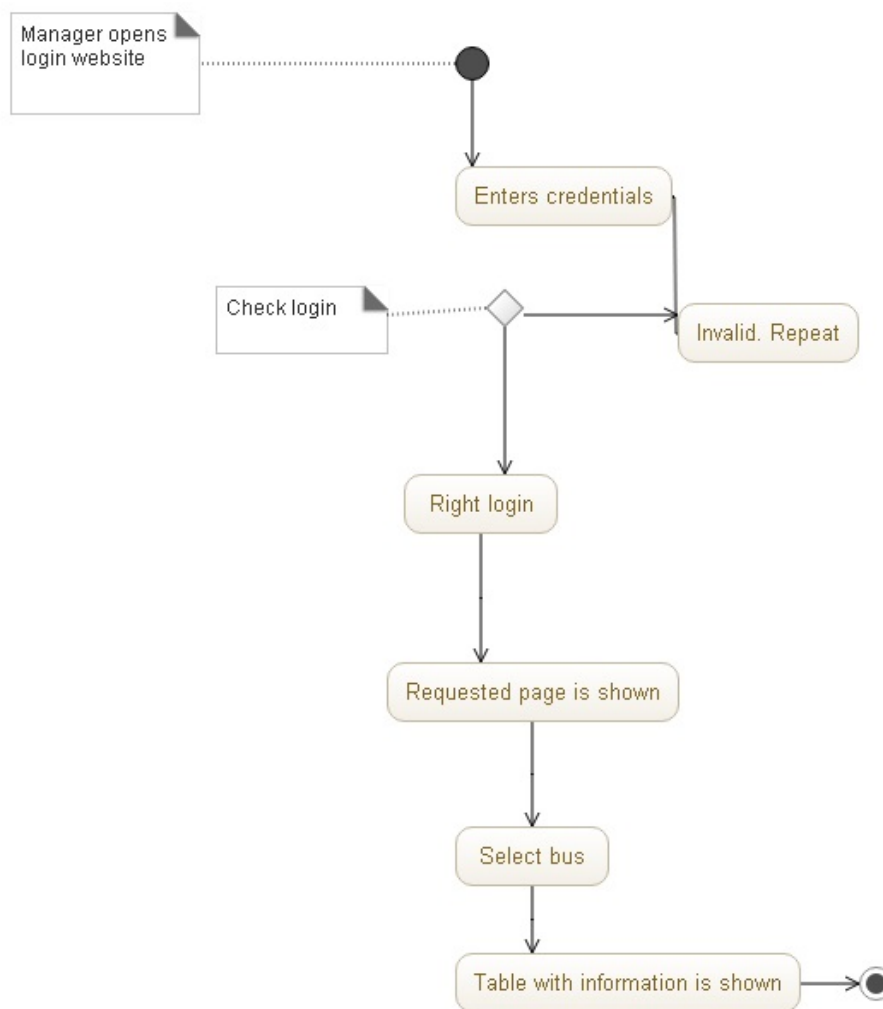 Manager opens
login website
Enters credentials
Check login
Invalid. Repeat
Right login
Requested page is shown
Select bus
Table with information is shown